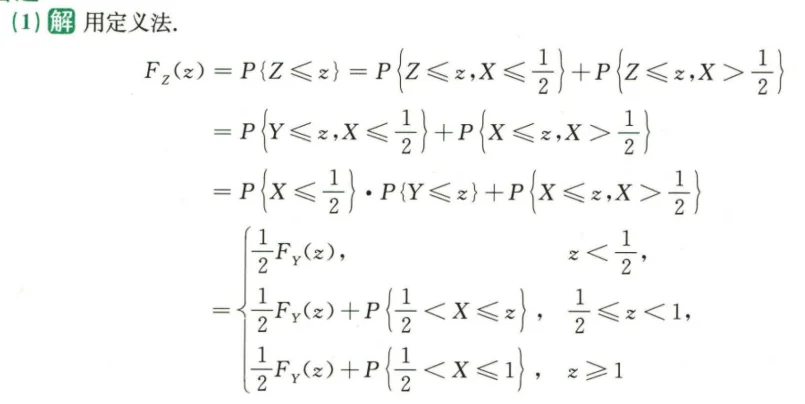 (1) 解 用定义法.
F_Z(z) = P{Z ≤ z} = P{Z ≤ z, X ≤ 1/2} + P{Z ≤ z, X > 1/2}
= P{Y ≤ z, X ≤ 1/2} + P{X ≤ z, X > 1/2}
= P{X ≤ 1/2} · P{Y ≤ z} + P{X ≤ z, X > 1/2}
= { 1/2 F_Y(z), z < 1/2,
1/2 F_Y(z) + P{1/2 < X ≤ z}, 1/2 ≤ z < 1,
1/2 F_Y(z) + P{1/2 < X ≤ 1}, z ≥ 1